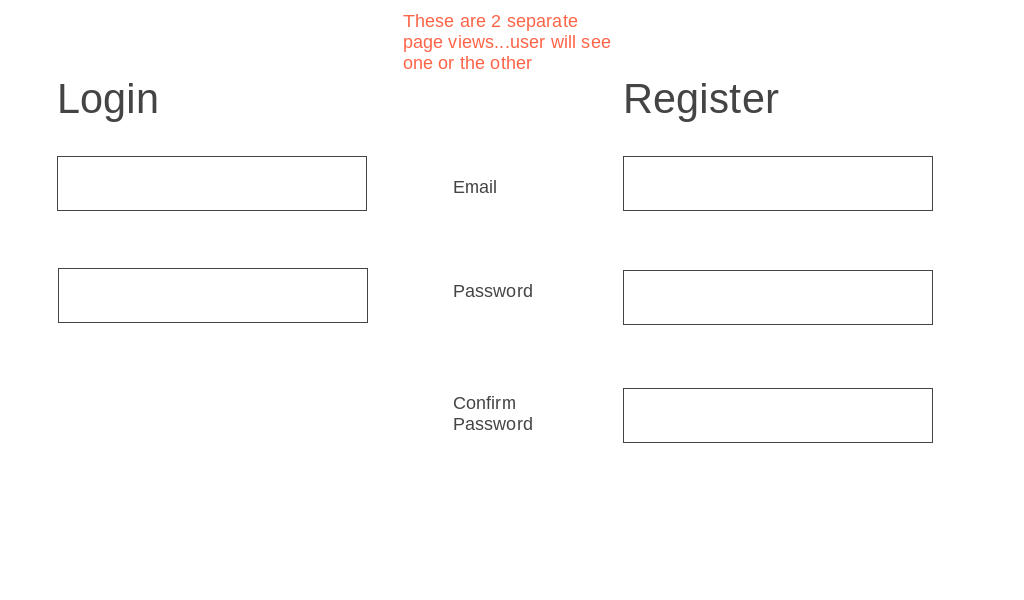 These are 2 separate
page views...user will see
one or the other
Login
Register
Email
Password
Confirm
Password